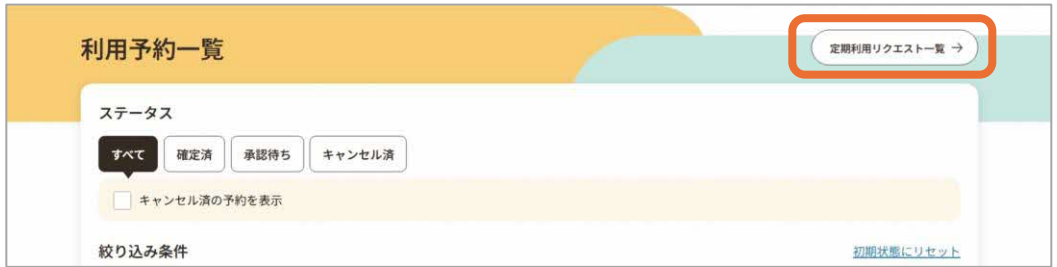 利用予約一覧
定期利用リクエスト一覧 →
ステータス
すべて 確定済 承認待ち キャンセル済
キャンセル済の予約を表示
絞り込み条件
初期状態にリセット